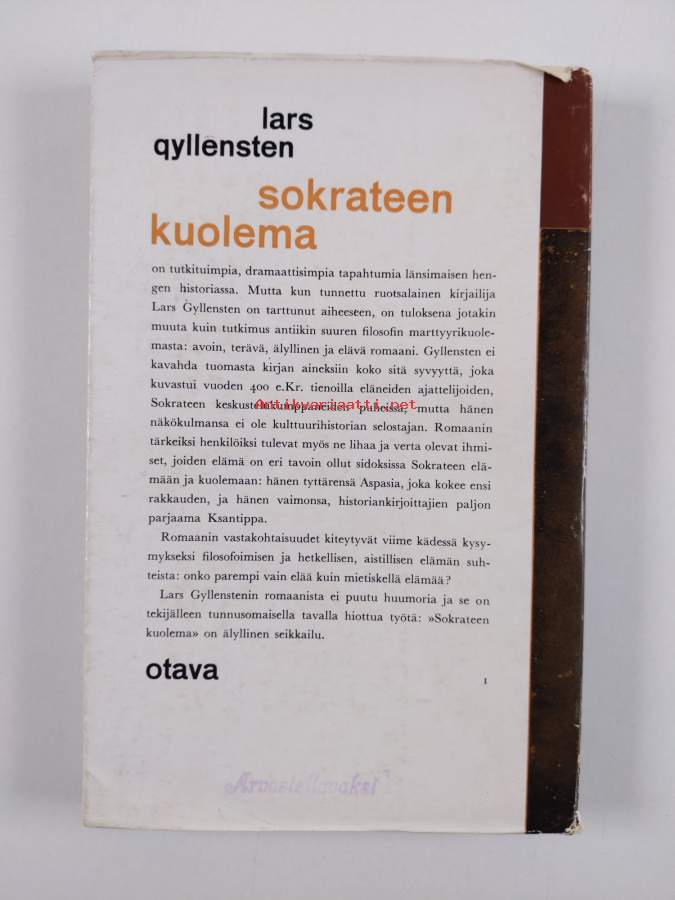 lars
qyllensten
sokrateen
kuolema
on tutkituimpia, dramaattisimpia tapahtumia länsimaisen hen-
gen historiassa. Mutta kun tunnettu ruotsalainen kirjailija
Lars Gyllensten on tarttunut aiheeseen, on tuloksena jotakin
muuta kuin tutkimus antiikin suuren filosofin marttyyrikuole-
masta: avoin, terävä, älyllinen ja elävä romaani. Gyllensten ei
kavahda tuomasta kirjan aineksiin koko sitä syvyyttä, joka
kuvastui vuoden 400 e.Kr. tienoilla eläneiden ajattelijoiden,
Sokrateen keskustelukumppaneiden puheissa, mutta hänen
Antikvariaatti.net
näkökulmansa ei ole kulttuurihistorian selostajan. Romaanin
tärkeiksi henkilöiksi tulevat myös ne lihaa ja verta olevat ihmi-
set, joiden elämä on eri tavoin ollut sidoksissa Sokrateen elä-
mään ja kuolemaan: hänen tyttärensä Aspasia, joka kokee ensi
rakkauden, ja hänen vaimonsa, historiankirjoittajien paljon
parjaama Ksantippa.
Romaanin vastakohtaisuudet kiteytyvät viime kädessä kysy-
mykseksi filosofoimisen ja hetkellisen, aistillisen elämän suh-
teista: onko parempi vain elää kuin mietiskellä elämää?
Lars Gyllenstenin romaanista ei puutu huumoria ja se on
tekijälleen tunnusomaisella tavalla hiottua työtä: »Sokrateen
kuolema» on älyllinen seikkailu.
otava
1
Arvosteltavaksi